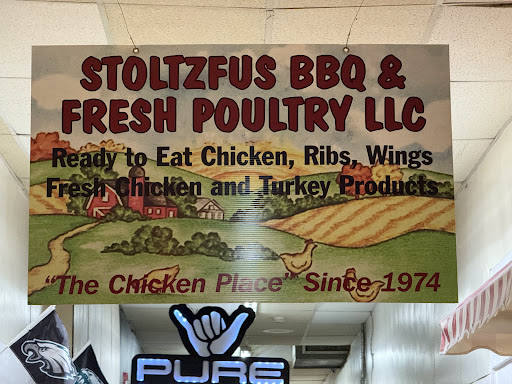 STOLTZFUS BBQ &
FRESH POULTRY LLC
Ready to Eat Chicken, Ribs, Wings
Fresh Chicken and Turkey Products
"The Chicken Place" Since 1974
PURE